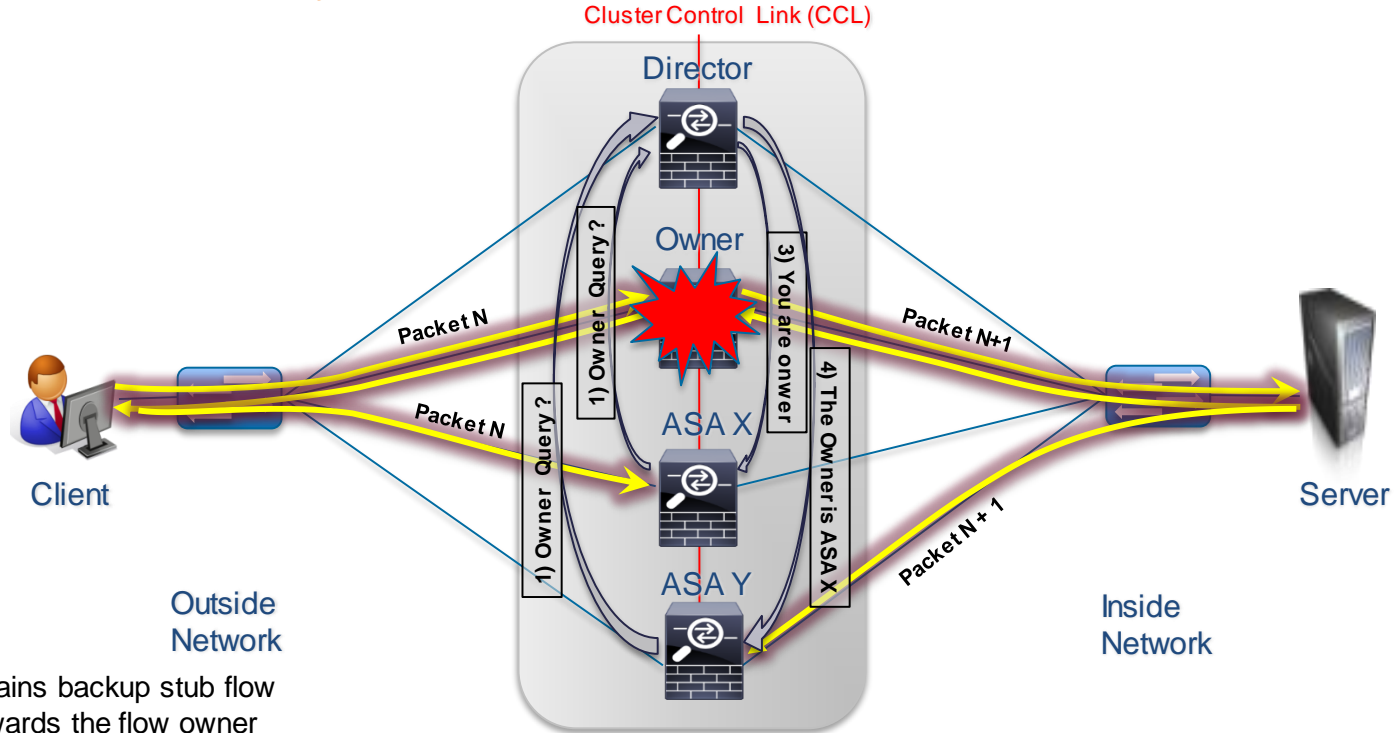 Cluster Control Link (CCL)
Director
1) Owner Query ?
Owner
3) You are onwer
Packet N
Packet N+1
1) Owner Query ?
4) The Owner is ASA X
Packet N
ASA X
Client
Server
Packet N + 1
ASA Y
Outside
Network
Inside
Network
ains backup stub flow
wards the flow owner